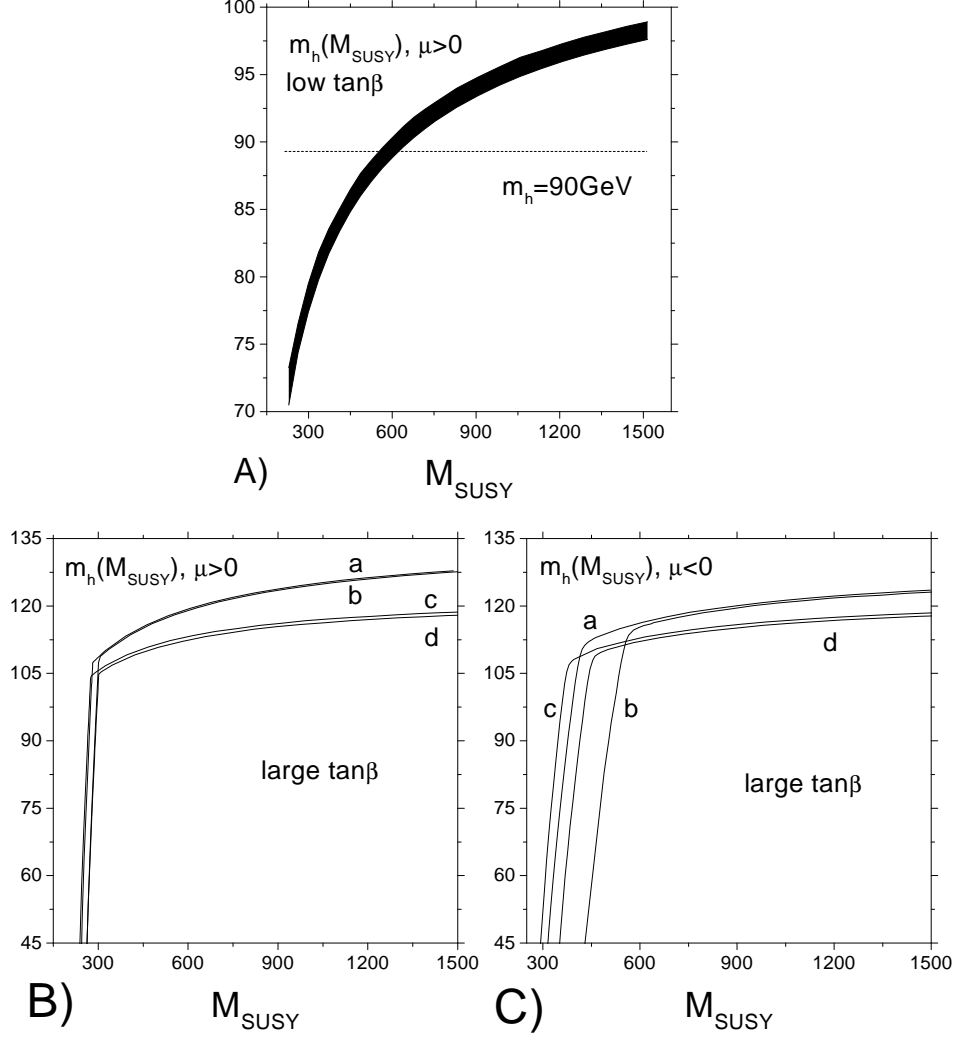 100
95
90
85
80
75
70
m_h(M_SUSY), μ>0
low tanβ
m_h=90GeV
300 600 900 1200 1500
A)
M_SUSY
135
120
105
90
75
60
45
m_h(M_SUSY), μ>0
a
b
c
d
large tanβ
300 600 900 1200 1500
B)
M_SUSY
135
120
105
90
75
60
45
m_h(M_SUSY), μ<0
a
d
c
b
large tanβ
300 600 900 1200 1500
C)
M_SUSY